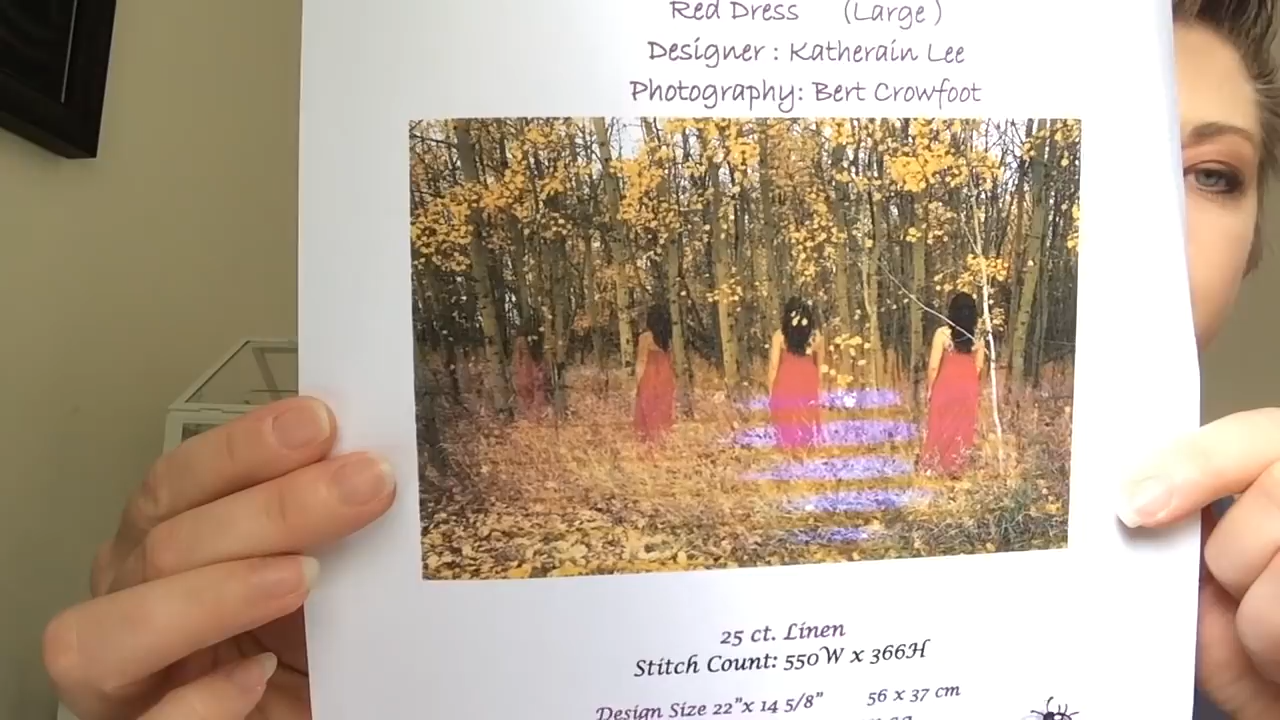 Red Dress (Large)
Designer : Katherain Lee
Photography: Bert Crowfoot
25 ct. Linen
Stitch Count: 550W x 366H
Design Size 22"x 14 5/8" 56 x 37 cm